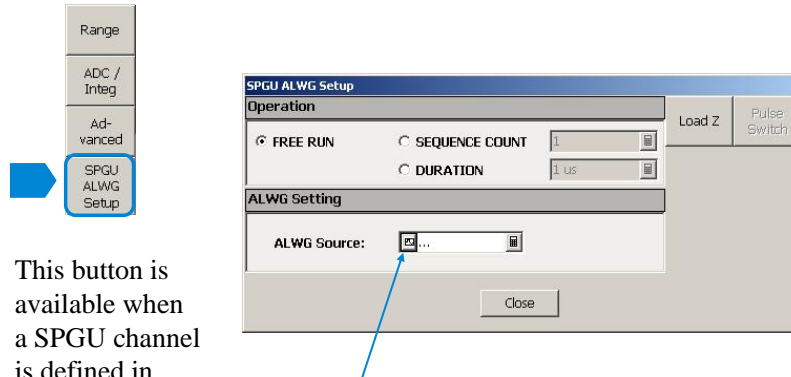 Range
ADC /
Integ
Ad-
vanced
SPGU
ALWG
Setup
This button is
available when
a SPGU channel
is defined in
SPGU ALWG Setup
Operation
FREE RUN
SEQUENCE COUNT 1
DURATION 1 us
ALWG Setting
ALWG Source: ...
Close
Load Z
Pulse
Switch